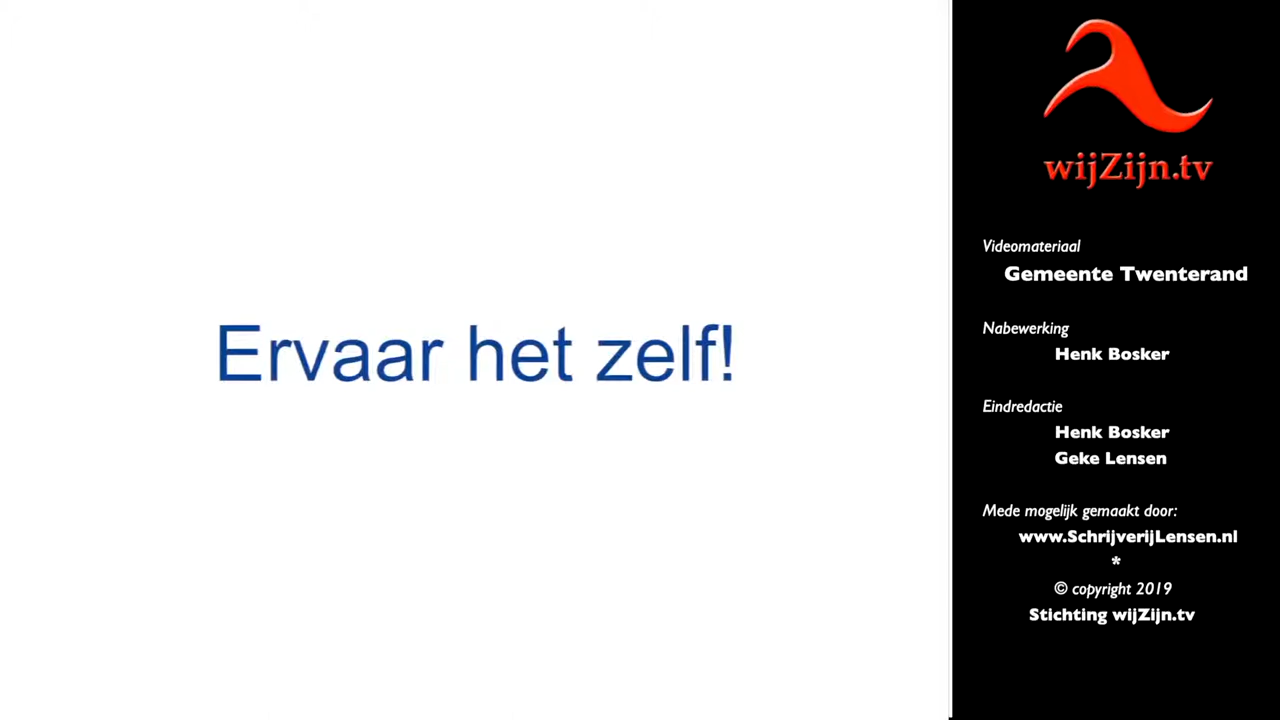 Ervaar het zelf!
wijZijn.tv
Videomateriaal
Gemeente Twenterand
Nabewerking
Henk Bosker
Eindredactie
Henk Bosker
Geke Lensen
Mede mogelijk gemaakt door:
www.SchrijverijLensen.nl
*
© copyright 2019
Stichting wijZijn.tv